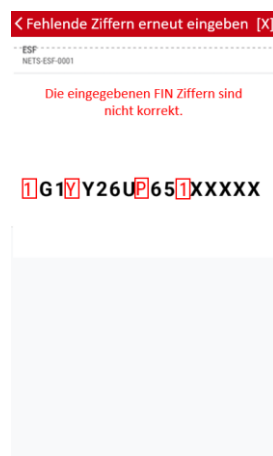 < Fehlende Ziffern erneut eingeben [X]
ESF
NETS-ESF-0001
Die eingegebenen FIN Ziffern sind
nicht korrekt.
1G1YY26UP651XXXXX